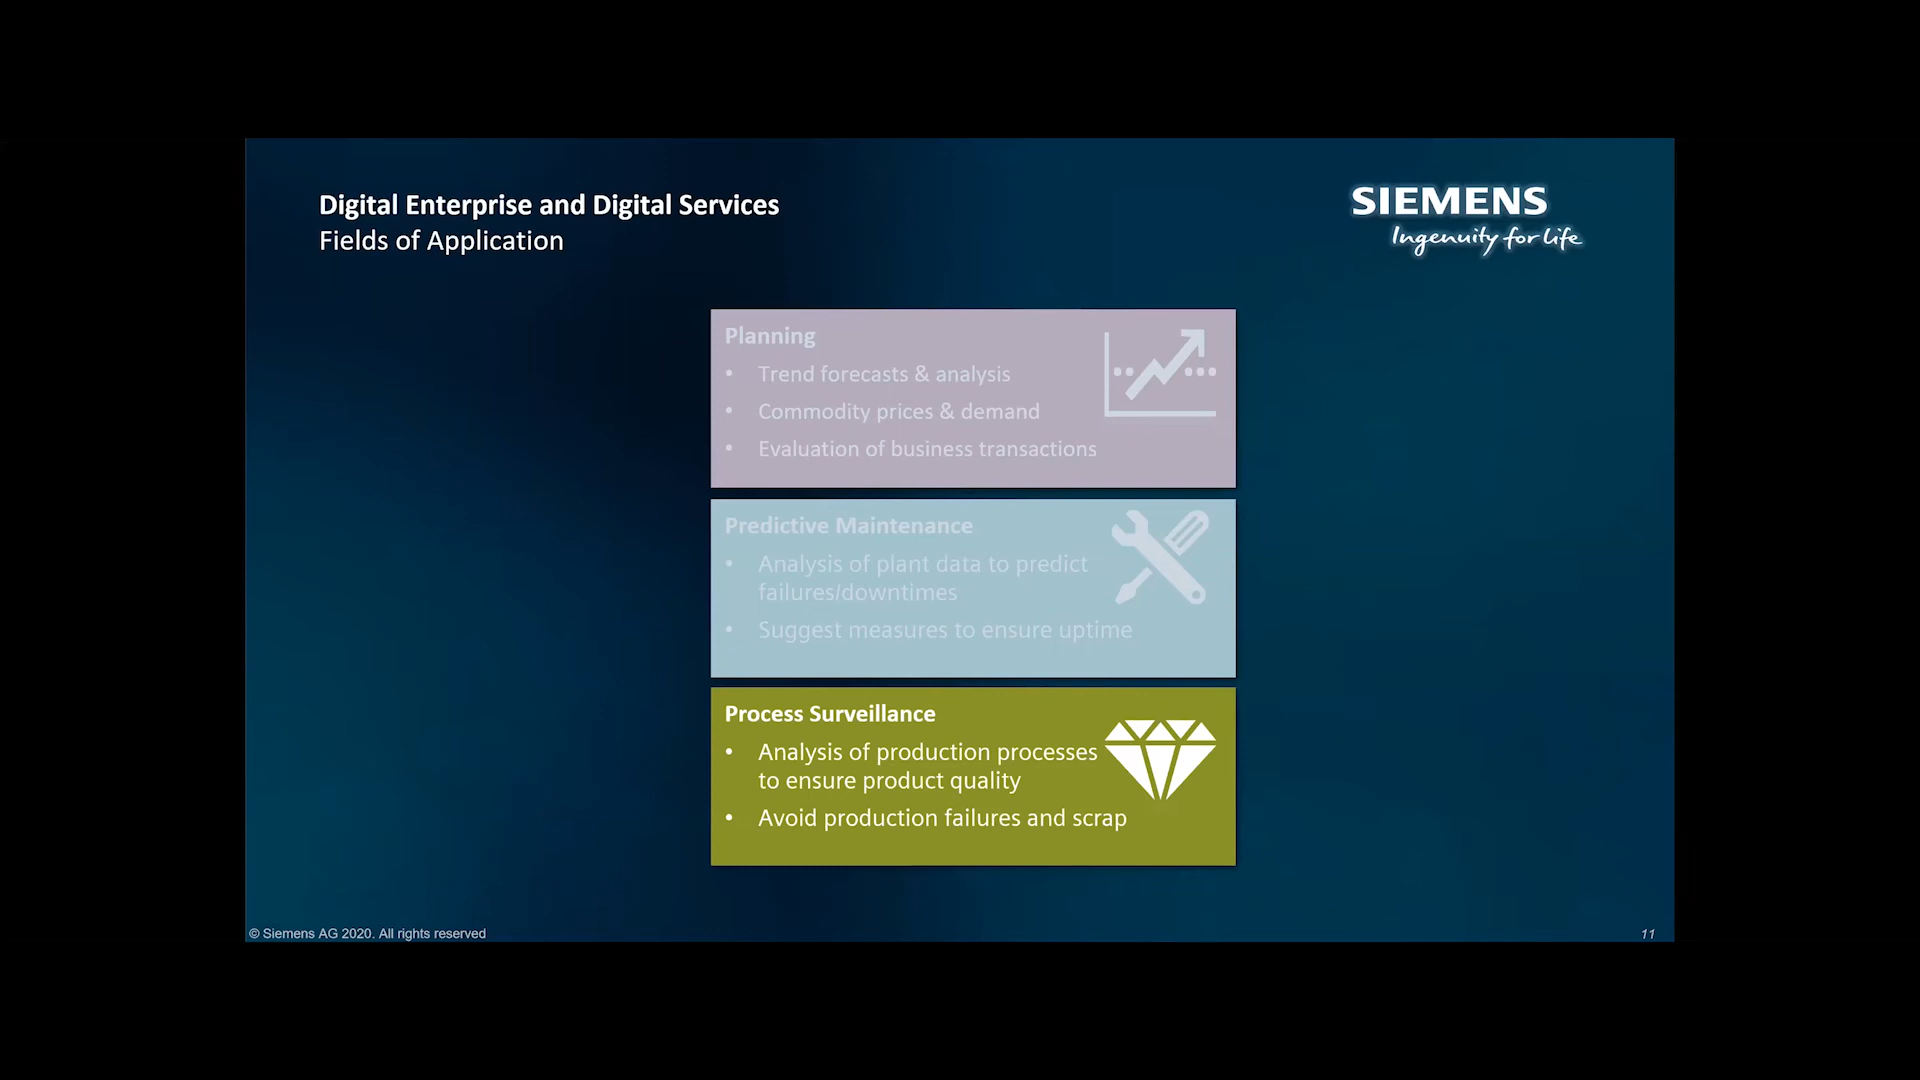 Digital Enterprise and Digital Services
Fields of Application
SIEMENS
Ingenuity for life
Planning
• Trend forecasts & analysis
• Commodity prices & demand
• Evaluation of business transactions
Predictive Maintenance
• Analysis of plant data to predict
failures/downtimes
• Suggest measures to ensure uptime
Process Surveillance
• Analysis of production processes
to ensure product quality
• Avoid production failures and scrap
© Siemens AG 2020. All rights reserved
11